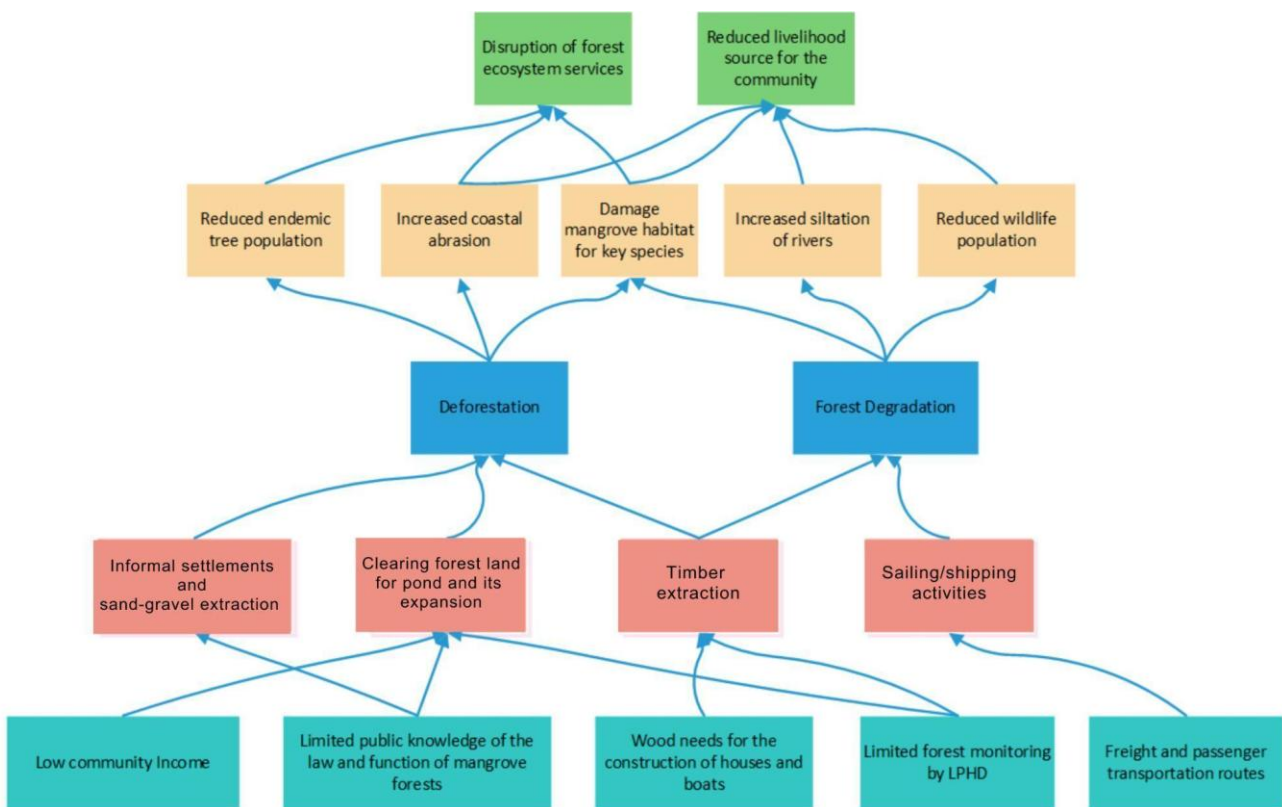 Disruption of forest
ecosystem services
Reduced livelihood
source for the
community
Reduced endemic
tree population
Increased coastal
abrasion
Damage
mangrove habitat
for key species
Increased siltation
of rivers
Reduced wildlife
population
Deforestation
Forest Degradation
Informal settlements
and
sand-gravel extraction
Clearing forest land
for pond and its
expansion
Timber
extraction
Sailing/shipping
activities
Low community Income
Limited public knowledge of the
law and function of mangrove
forests
Wood needs for the
construction of houses and
boats
Limited forest monitoring
by LPHD
Freight and passenger
transportation routes